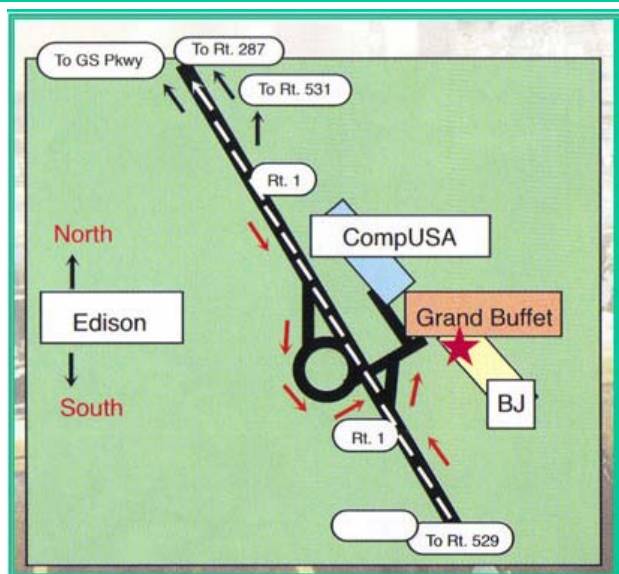 To GS Pkwy
To Rt. 287
To Rt. 531
Rt. 1
CompUSA
North
Edison
South
Grand Buffet
BJ
Rt. 1
To Rt. 529